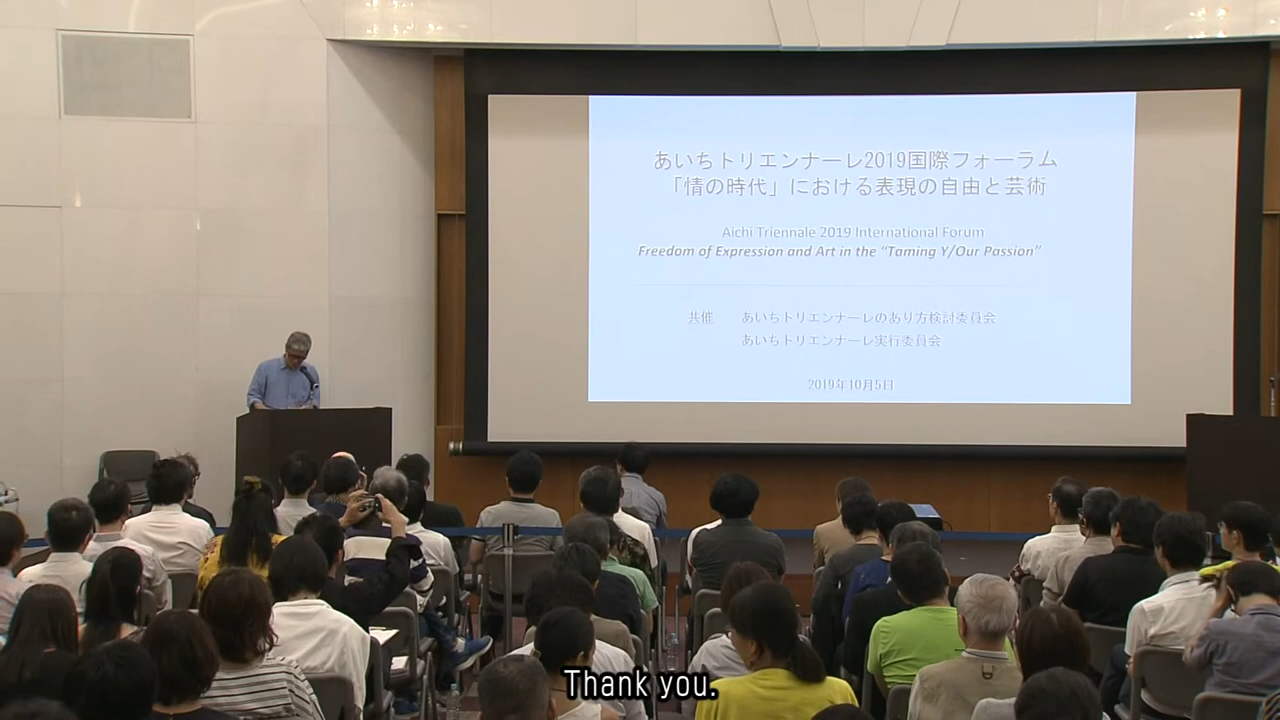 あいちトリエンナーレ2019国際フォーラム
「情の時代」における表現の自由と芸術
Aichi Triennale 2019 International Forum
Freedom of Expression and Art in the “Taming Y/Our Passion”
共催 あいちトリエンナーレのあり方検討委員会
あいちトリエンナーレ実行委員会
2019年10月5日
Thank you.